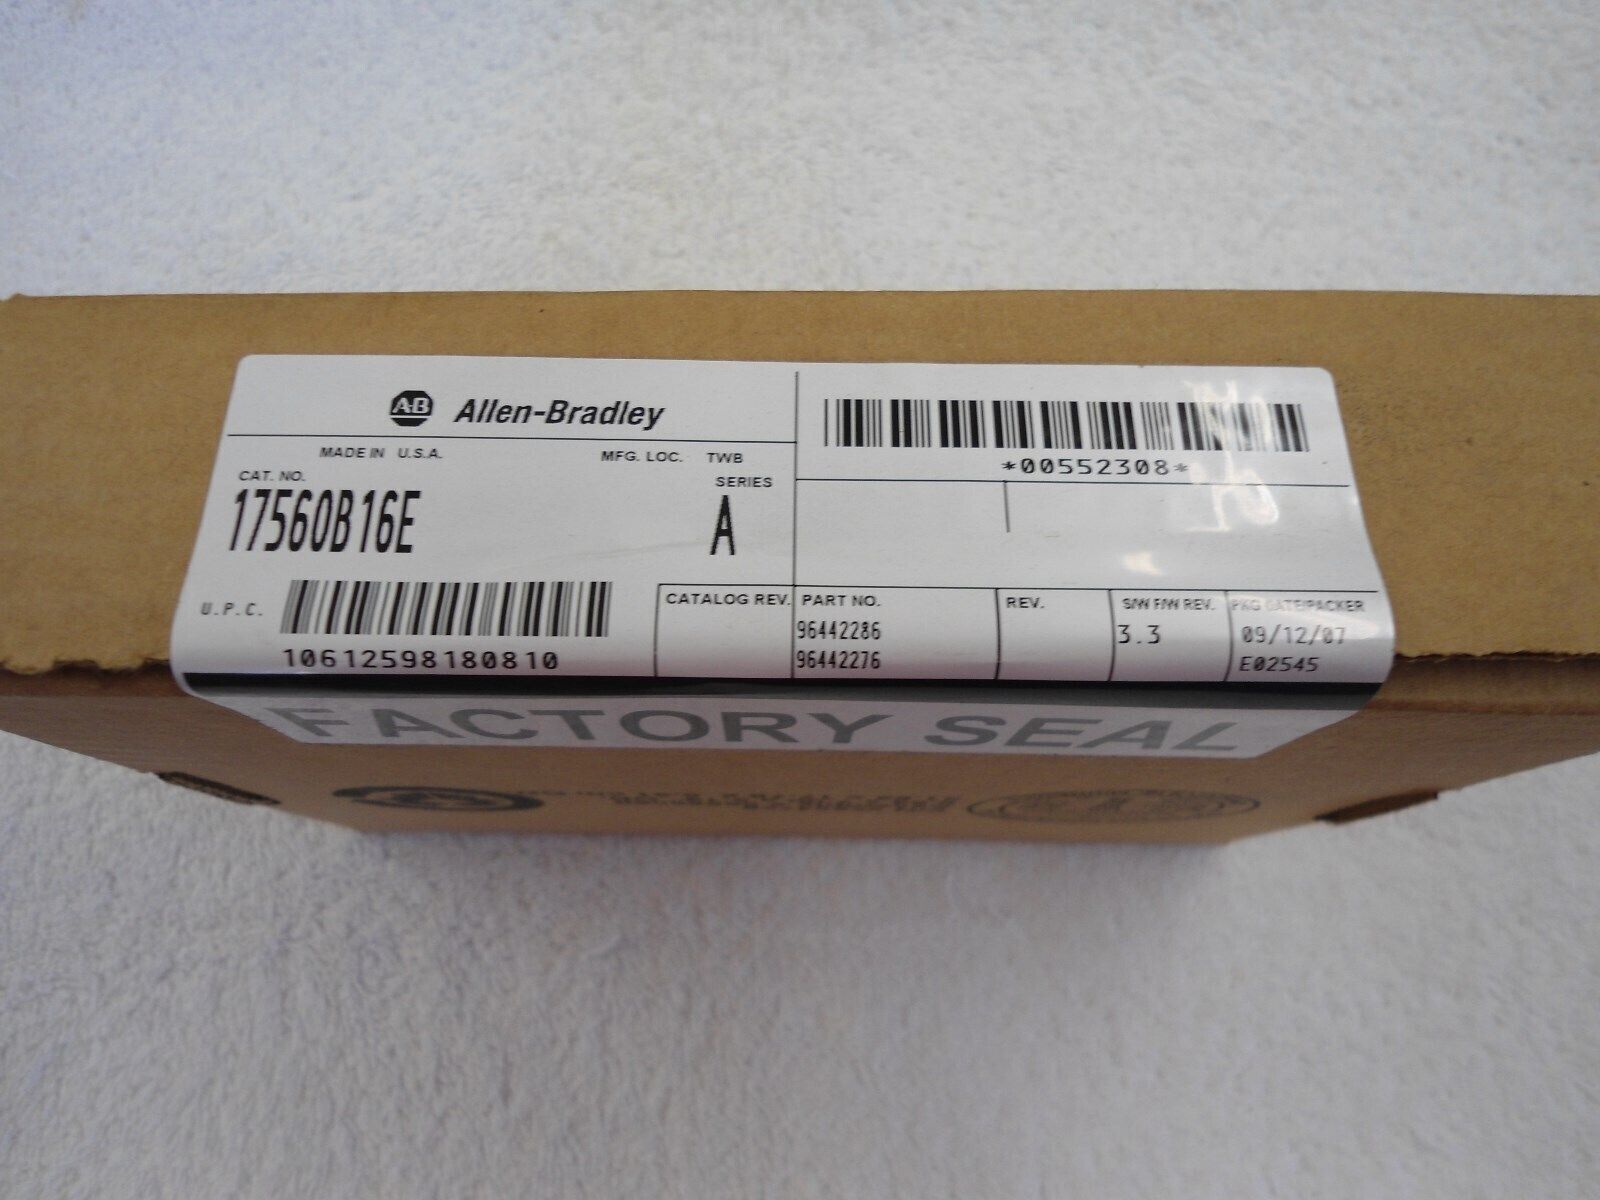 AB Allen-Bradley
MADE IN U.S.A.
MFG. LOC. TWB
CAT. NO.
17560B16E
SERIES
A
U.P.C.
10612598180810
*00552308*
CATALOG REV.
PART NO.
96442286
96442276
REV.
S/W F/W REV.
3.3
PKG DATE/PACKER
09/12/07
E02545
FACTORY SEAL